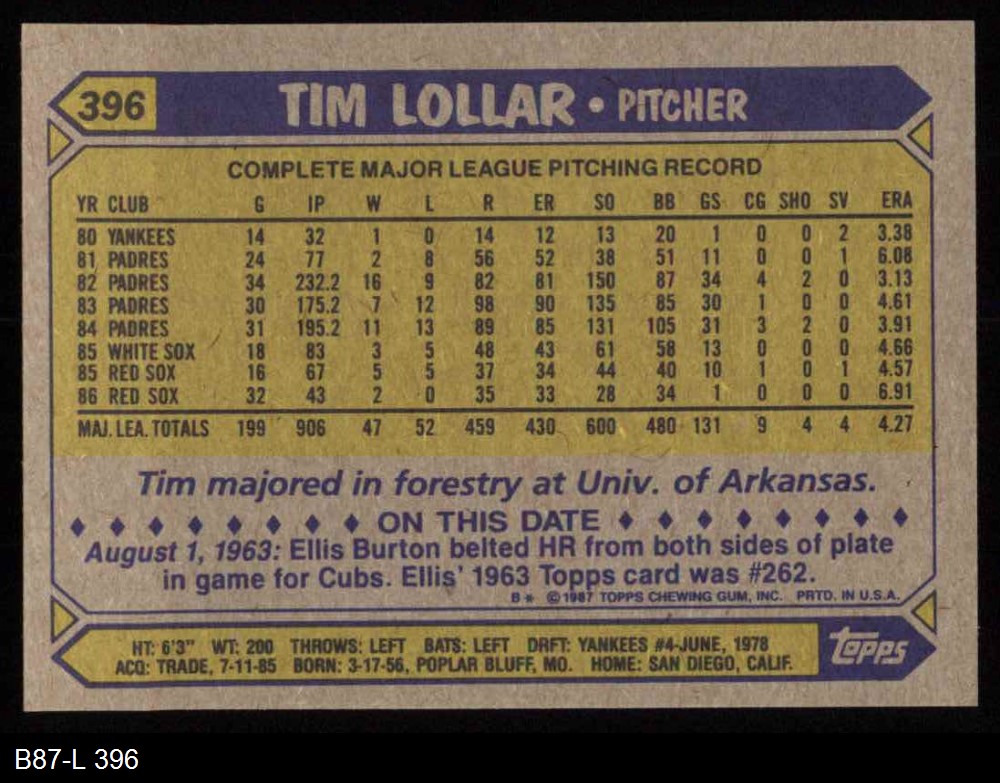 396
TIM LOLLAR • PITCHER
COMPLETE MAJOR LEAGUE PITCHING RECORD
YR CLUB G IP W L R ER SO BB GS CG SHO SV ERA
80 YANKEES 14 32 1 0 14 12 13 20 1 0 0 2 3.38
81 PADRES 24 77 2 8 56 52 38 51 11 0 0 1 6.08
82 PADRES 34 232.2 16 9 82 81 150 87 34 4 2 0 3.13
83 PADRES 30 175.2 7 12 98 90 135 85 30 1 0 0 4.61
84 PADRES 31 195.2 11 13 89 85 131 105 31 3 2 0 3.91
85 WHITE SOX 18 83 3 5 48 43 61 58 13 0 0 0 4.66
85 RED SOX 16 67 5 5 37 34 44 40 10 1 0 1 4.57
86 RED SOX 32 43 2 0 35 33 28 34 1 0 0 0 6.91
MAJ. LEA. TOTALS 199 906 47 52 459 430 600 480 131 9 4 4 4.27
Tim majored in forestry at Univ. of Arkansas.
♦ ♦ ♦ ♦ ♦ ♦ ♦ ♦ ON THIS DATE ♦ ♦ ♦ ♦ ♦ ♦ ♦ ♦
August 1, 1963: Ellis Burton belted HR from both sides of plate
in game for Cubs. Ellis' 1963 Topps card was #262.
B* ©1987 TOPPS CHEWING GUM, INC. PRTD. IN U.S.A.
HT: 6'3" WT: 200 THROWS: LEFT BATS: LEFT DRFT: YANKEES #4-JUNE, 1978
ACQ: TRADE, 7-11-85 BORN: 3-17-56, POPLAR BLUFF, MO. HOME: SAN DIEGO, CALIF.
topps
B87-L 396